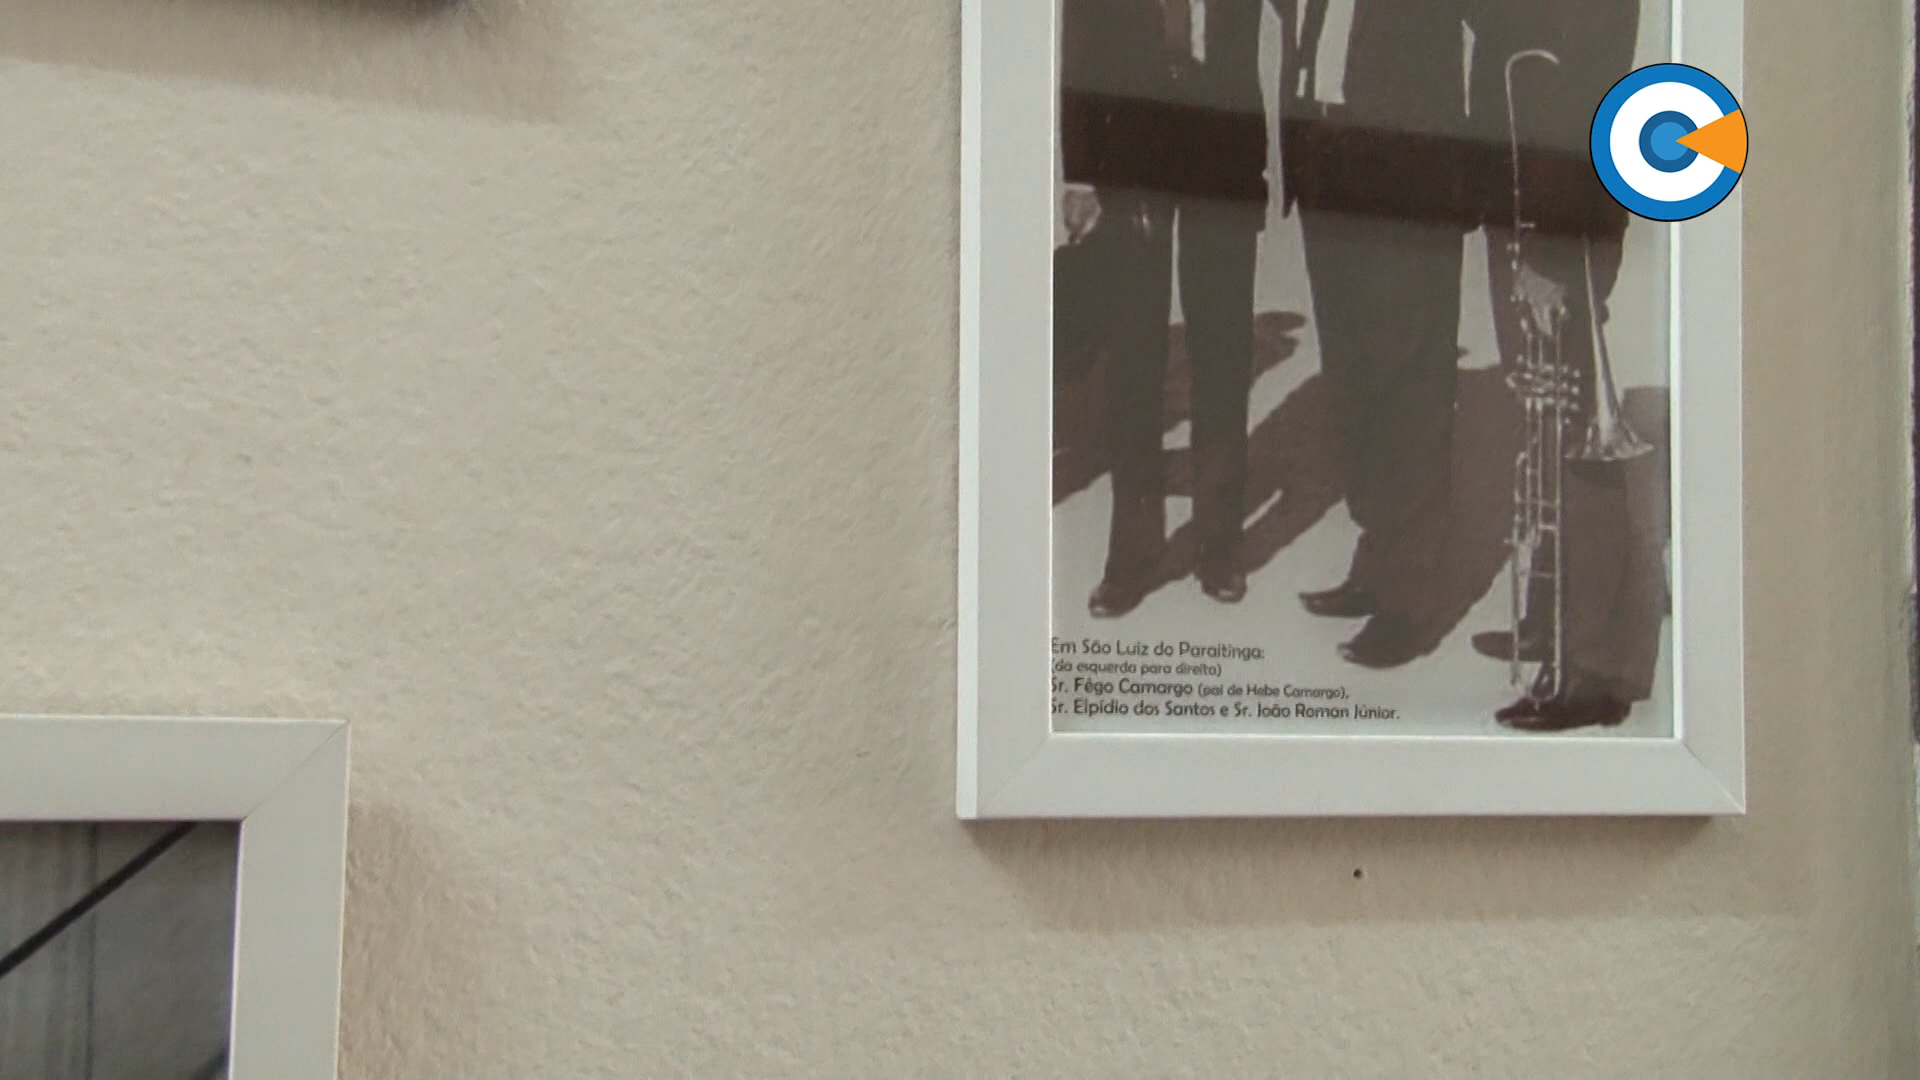 Em São Luiz do Paraitinga:
(da esquerda para direita)
Sr. Fêgo Camargo (pai de Hebe Camargo),
Sr. Elpídio dos Santos e Sr. João Roman Júnior.